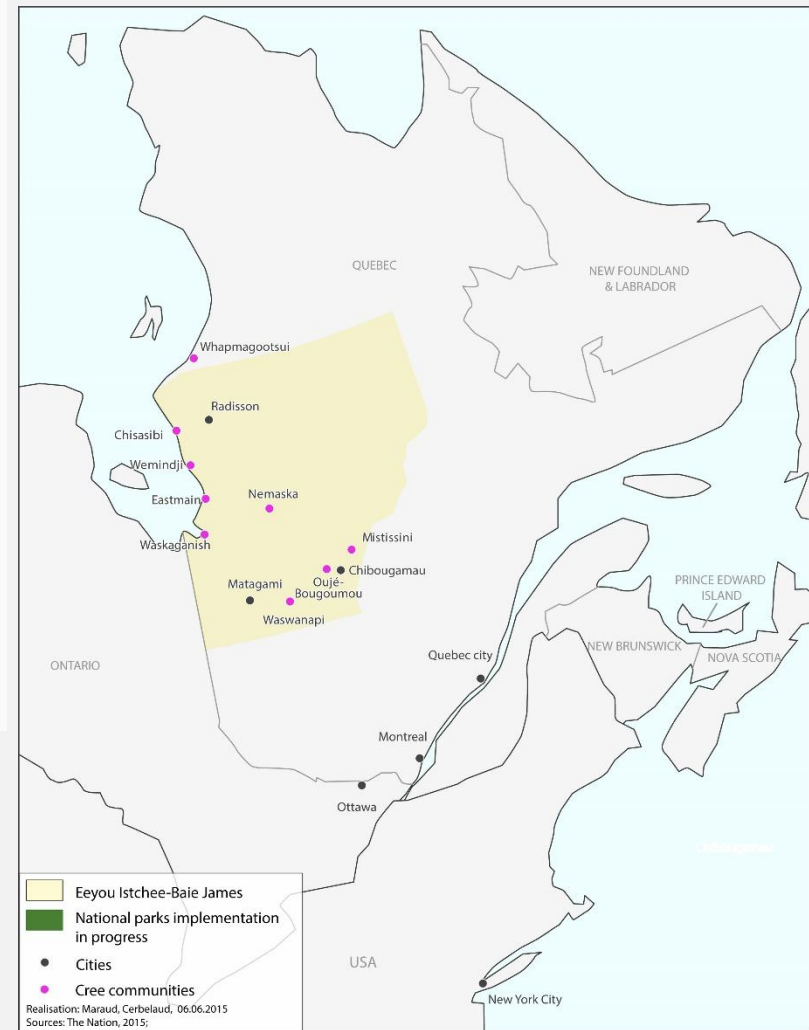 QUEBEC
NEW FOUNDLAND
& LABRADOR
Whapmagootsui
Radisson
Chisasibi
Wemindji
Eastmain
Nemaska
Waskaganish
Mistissini
Chibougamau
Oujé-
Bougoumou
Matagami
Waswanapi
PRINCE EDWARD
ISLAND
NEW BRUNSWICK
NOVA SCOTIA
ONTARIO
Quebec city
Montreal
Ottawa
Chibougamau
Eeyou Istchee-Baie James
National parks implementation
in progress
Cities
Cree communities
USA
New York City
Realisation: Maraud, Cerbelaud, 06.06.2015
Sources: The Nation, 2015;